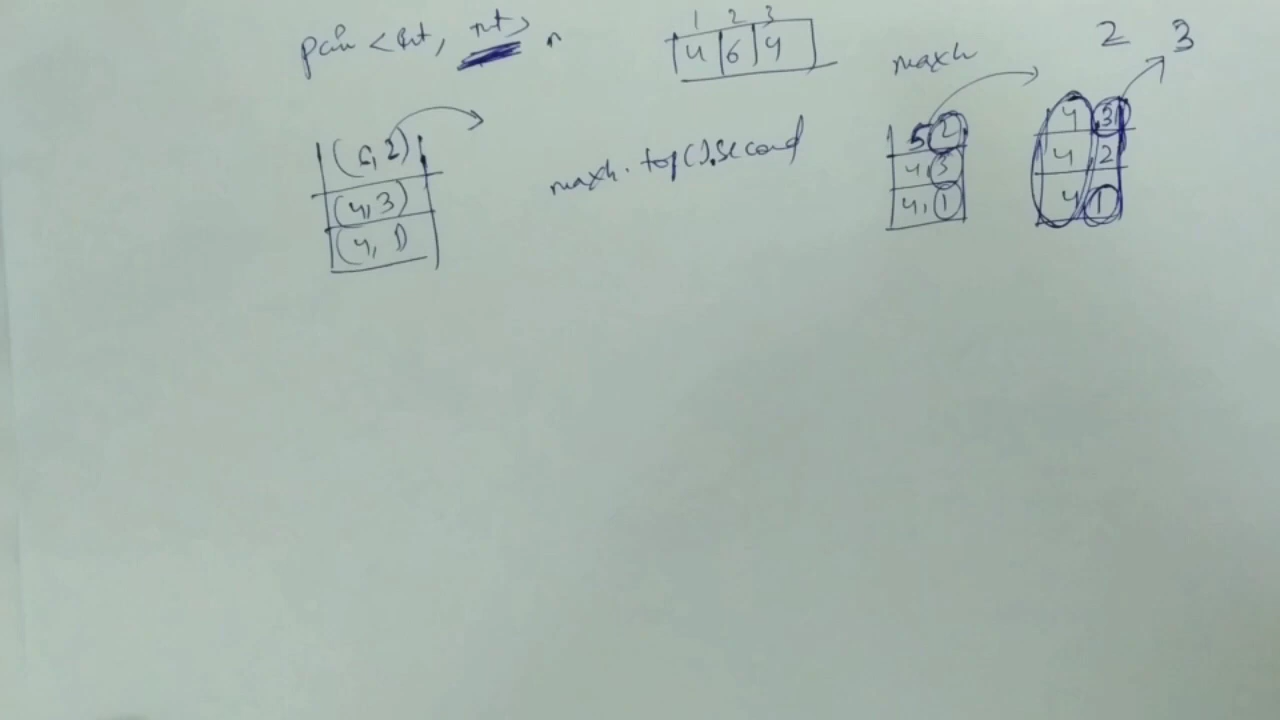 pair <int, int>
1 2 3
4 6 4
maxh
2 3
(6,2)
(4,3)
(4,1)
maxh.top().second
5 2
4,3
4,1
4 3
4 2
4 1